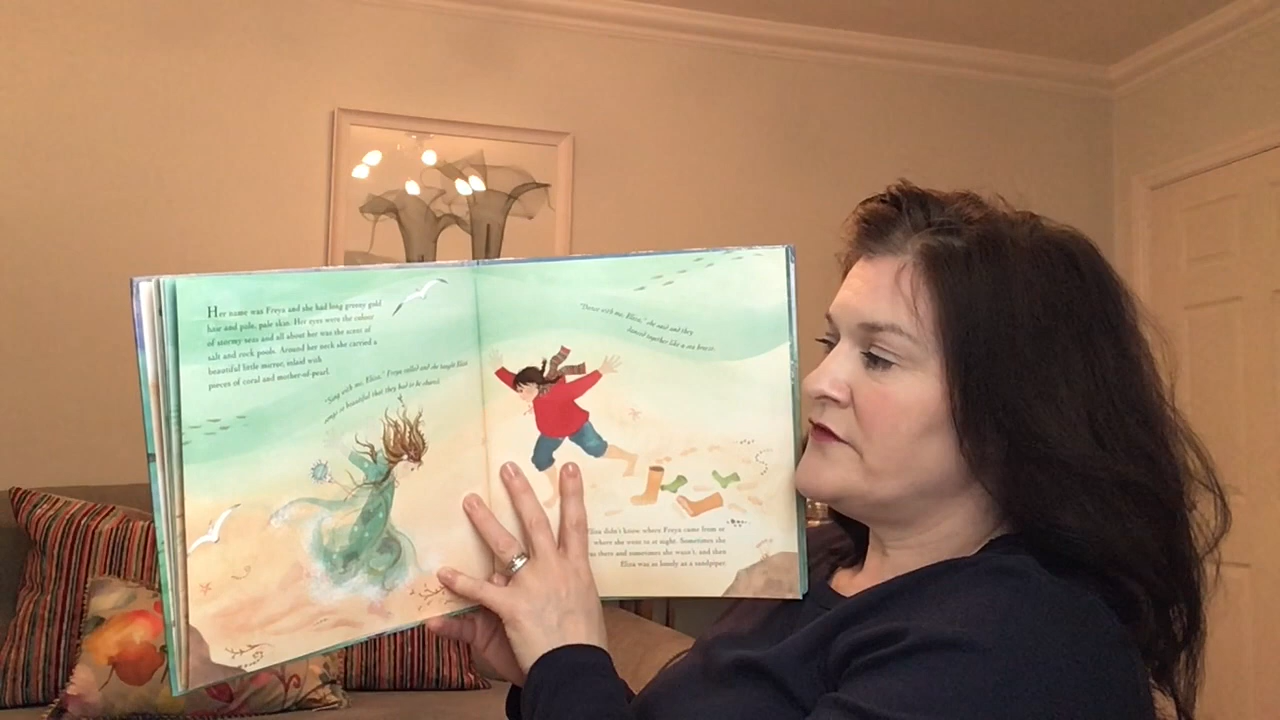 Her name was Freya and she had long greeny gold
hair and pale, pale skin. Her eyes were the colour
of stormy seas and all about her was the scent of
salt and rock pools. Around her neck she carried a
beautiful little mirror, inlaid with
pieces of coral and mother-of-pearl.
"Sing with me, Eliza," Freya called and she taught Eliza
songs so beautiful that they had to be shared.
"Dance with me, Eliza," she said and they
danced together like a sea breeze.
Eliza didn't know where Freya came from or
where she went to at night. Sometimes she
was there and sometimes she wasn't, and then
Eliza was as lonely as a sandpiper